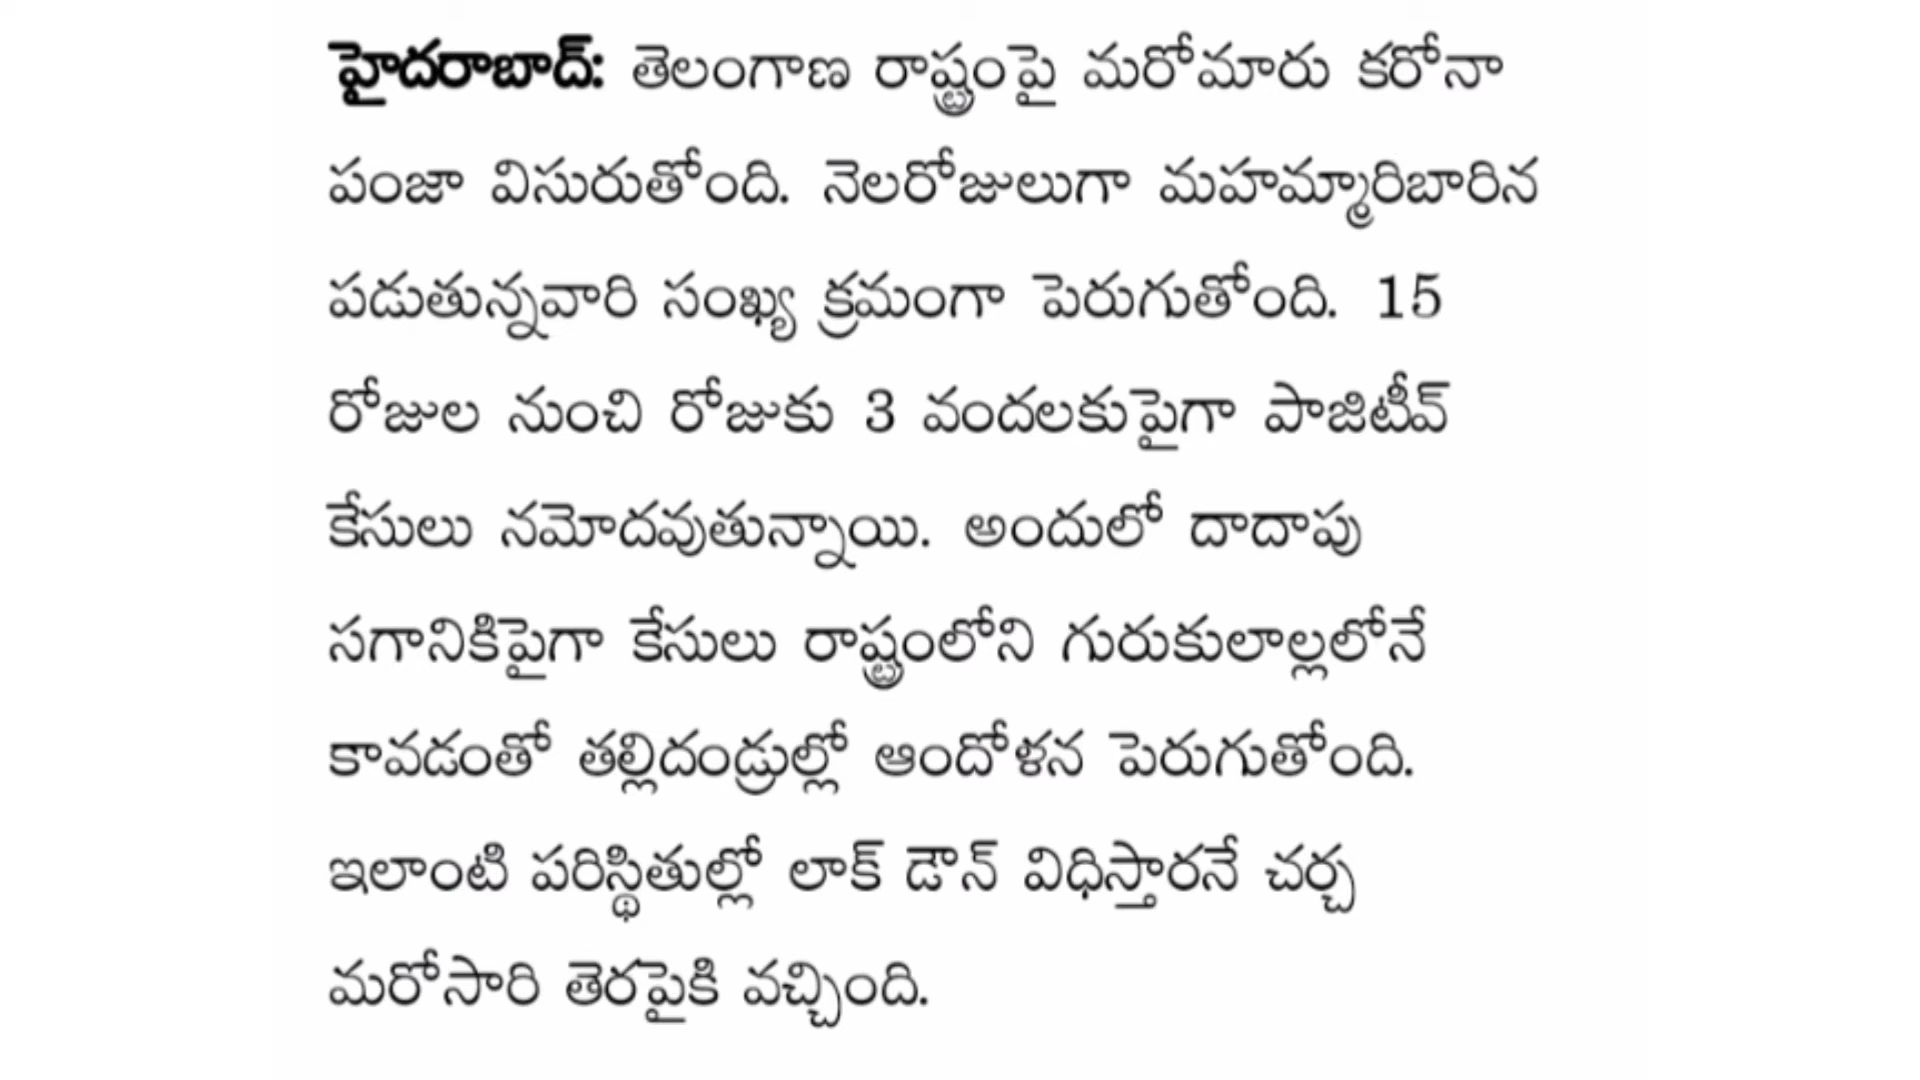 హైదరాబాద్: తెలంగాణ రాష్ట్రంపై మరోమారు కరోనా
పంజా విసురుతోంది. నెలరోజులుగా మహమ్మారిబారిన
పడుతున్నవారి సంఖ్య క్రమంగా పెరుగుతోంది. 15
రోజుల నుంచి రోజుకు 3 వందలకుపైగా పాజిటీవ్
కేసులు నమోదవుతున్నాయి. అందులో దాదాపు
సగానికిపైగా కేసులు రాష్ట్రంలోని గురుకులాల్లలోనే
కావడంతో తల్లిదండ్రుల్లో ఆందోళన పెరుగుతోంది.
ఇలాంటి పరిస్థితుల్లో లాక్ డౌన్ విధిస్తారనే చర్చ
మరోసారి తెరపైకి వచ్చింది.